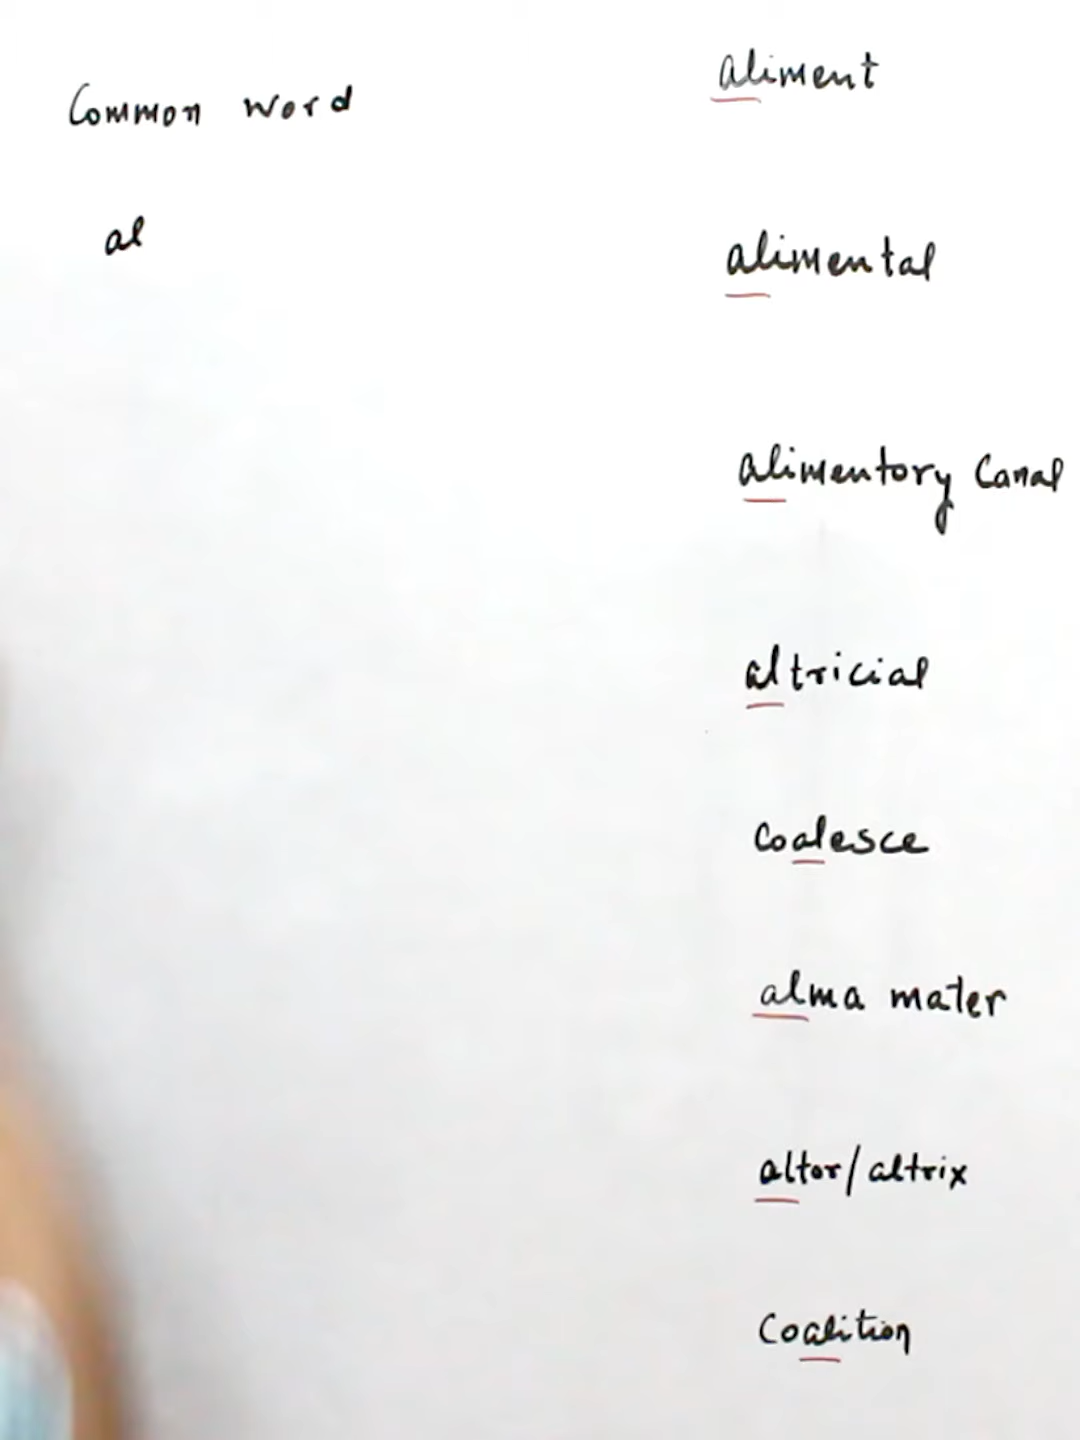 Common word
al
aliment
alimental
alimentory Canal
altricial
coalesce
alma mater
altor/altrix
Coalition